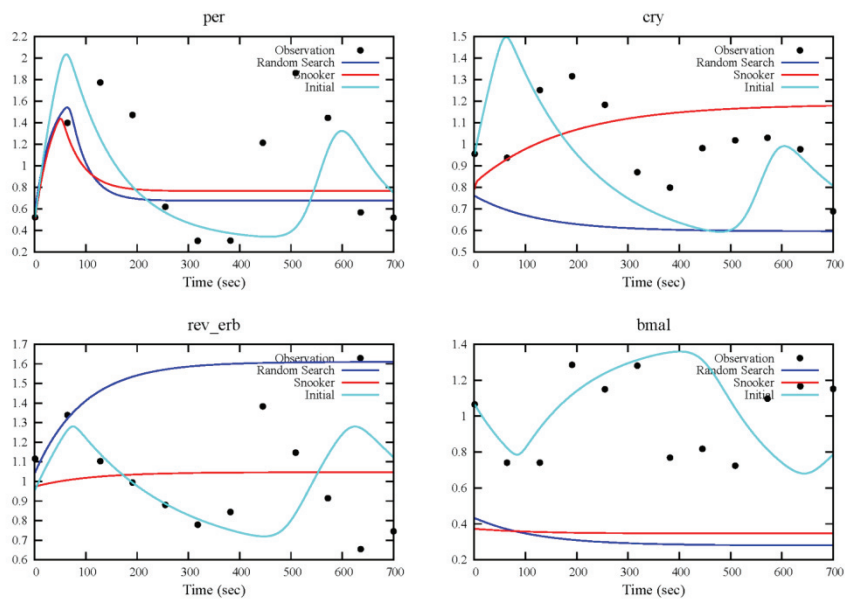 per
2.2
2
1.8
1.6
1.4
1.2
1
0.8
0.6
0.4
0.2
Observation
Random Search
Snooker
Initial
0 100 200 300 400 500 600 700
Time (sec)
cry
1.5
1.4
1.3
1.2
1.1
1
0.9
0.8
0.7
0.6
0.5
Observation
Random Search
Snooker
Initial
0 100 200 300 400 500 600 700
Time (sec)
rev_erb
1.7
1.6
1.5
1.4
1.3
1.2
1.1
1
0.9
0.8
0.7
0.6
Observation
Random Search
Snooker
Initial
0 100 200 300 400 500 600 700
Time (sec)
bmal
1.4
1.2
1
0.8
0.6
0.4
0.2
Observation
Random Search
Snooker
Initial
0 100 200 300 400 500 600 700
Time (sec)